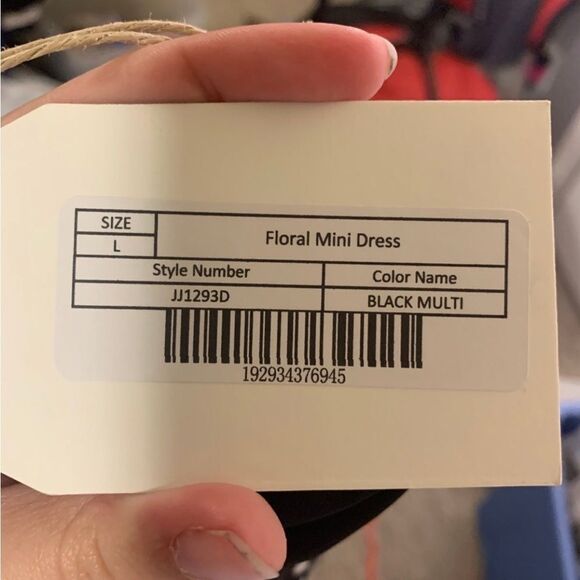 SIZE
L
Floral Mini Dress
Style Number
Color Name
JJ1293D
BLACK MULTI
192934376945